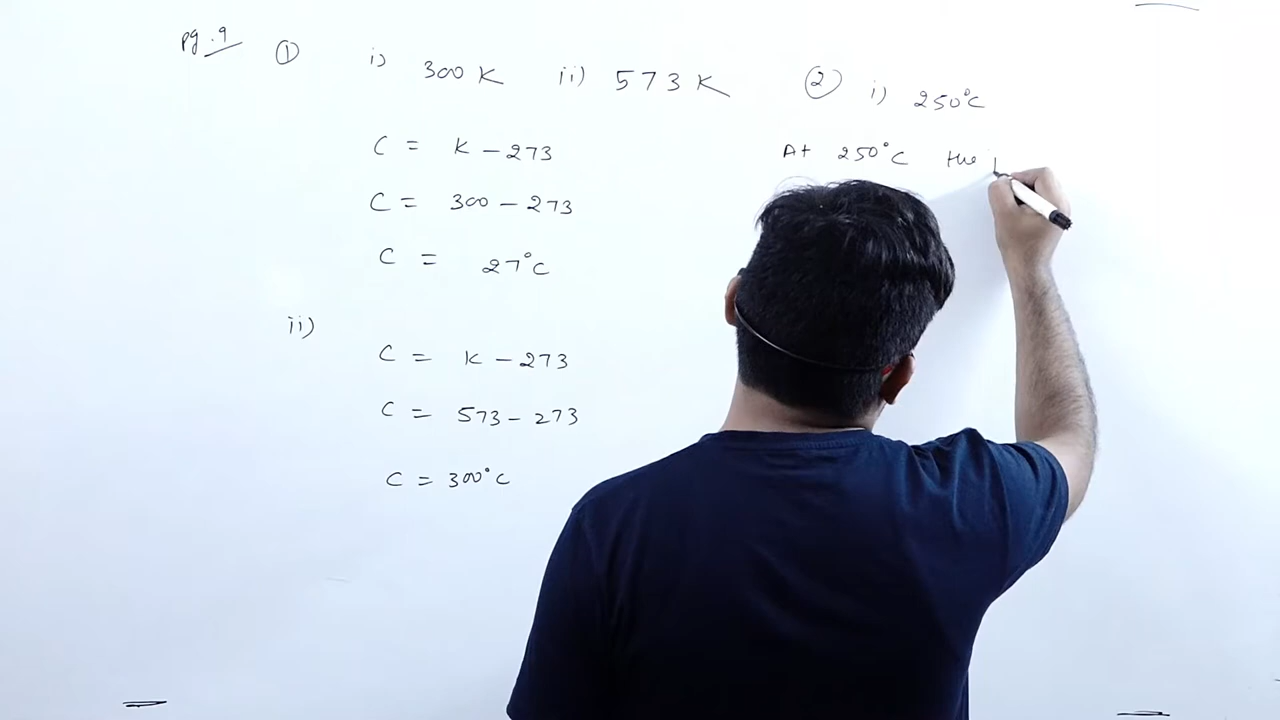 pg.9 ① i) 300 K ii) 573 K
C = K - 273
C = 300 - 273
C = 27°C
ii)
C = K - 273
C = 573 - 273
C = 300°C
② i) 250°C
At 250°C the